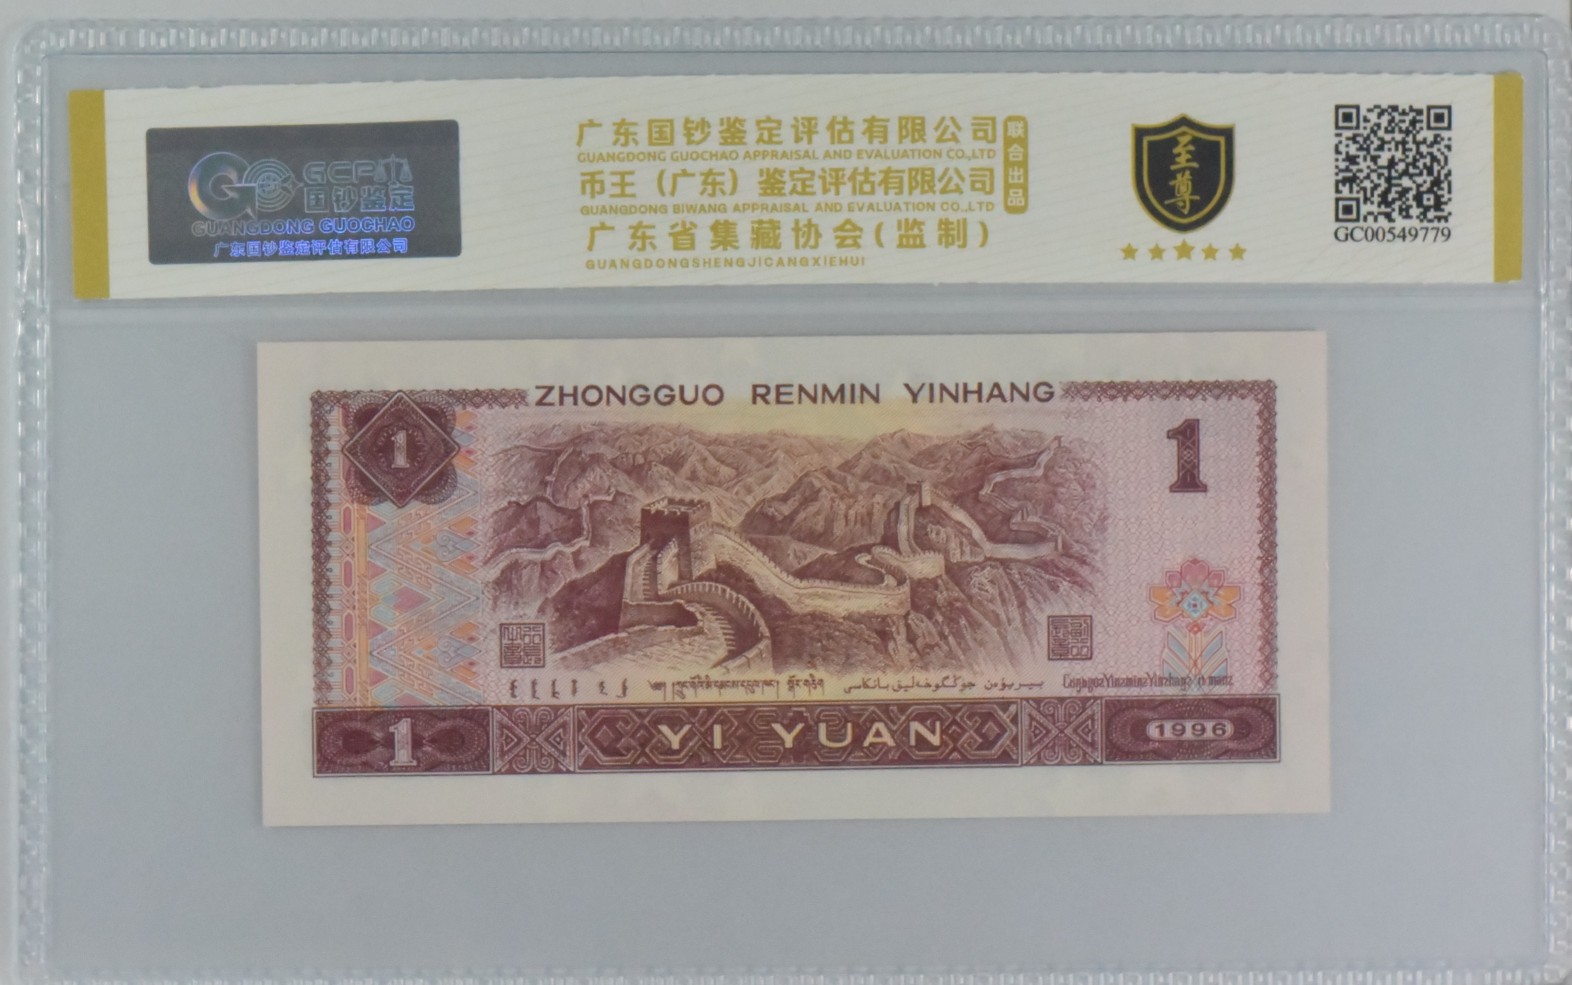 GCP
国钞鉴定
GUANGDONG GUOCHAO
广东国钞鉴定评估有限公司
广东国钞鉴定评估有限公司
GUANGDONG GUOCHAO APPRAISAL AND EVALUATION CO.,LTD
币王（广东）鉴定评估有限公司
GUANGDONG BIWANG APPRAISAL AND EVALUATION CO.,LTD
联合出品
广东省集藏协会(监制)
GUANGDONGSHENGJICANGXIEHUI
至尊
GC00549779
ZHONGGUO RENMIN YINHANG
1
1
1
YI YUAN
1996